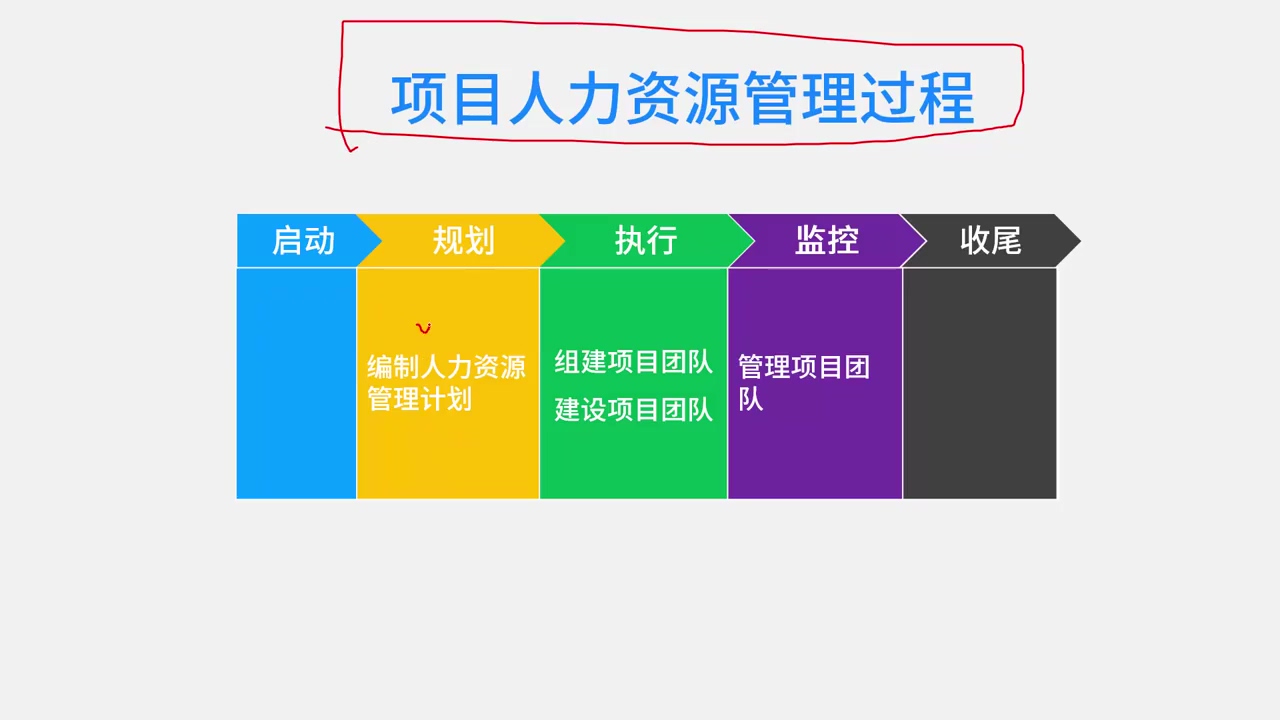 项目人力资源管理过程
启动
规划
执行
监控
收尾
编制人力资源
管理计划
组建项目团队
建设项目团队
管理项目团
队